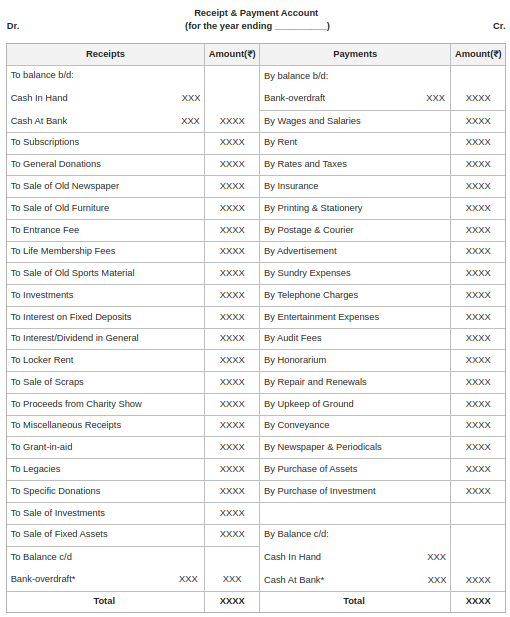 Receipt & Payment Account
Dr. (for the year ending __________) Cr.
Receipts Amount(₹) Payments Amount(₹)
To balance b/d: By balance b/d:
Cash In Hand XXX Bank-overdraft XXX XXXX
Cash At Bank XXX XXXX By Wages and Salaries XXXX
To Subscriptions XXXX By Rent XXXX
To General Donations XXXX By Rates and Taxes XXXX
To Sale of Old Newspaper XXXX By Insurance XXXX
To Sale of Old Furniture XXXX By Printing & Stationery XXXX
To Entrance Fee XXXX By Postage & Courier XXXX
To Life Membership Fees XXXX By Advertisement XXXX
To Sale of Old Sports Material XXXX By Sundry Expenses XXXX
To Investments XXXX By Telephone Charges XXXX
To Interest on Fixed Deposits XXXX By Entertainment Expenses XXXX
To Interest/Dividend in General XXXX By Audit Fees XXXX
To Locker Rent XXXX By Honorarium XXXX
To Sale of Scraps XXXX By Repair and Renewals XXXX
To Proceeds from Charity Show XXXX By Upkeep of Ground XXXX
To Miscellaneous Receipts XXXX By Conveyance XXXX
To Grant-in-aid XXXX By Newspaper & Periodicals XXXX
To Legacies XXXX By Purchase of Assets XXXX
To Specific Donations XXXX By Purchase of Investment XXXX
To Sale of Investments XXXX
To Sale of Fixed Assets XXXX By Balance c/d:
To Balance c/d Cash In Hand XXX
Bank-overdraft* XXX XXX Cash At Bank* XXX XXXX
Total XXXX Total XXXX